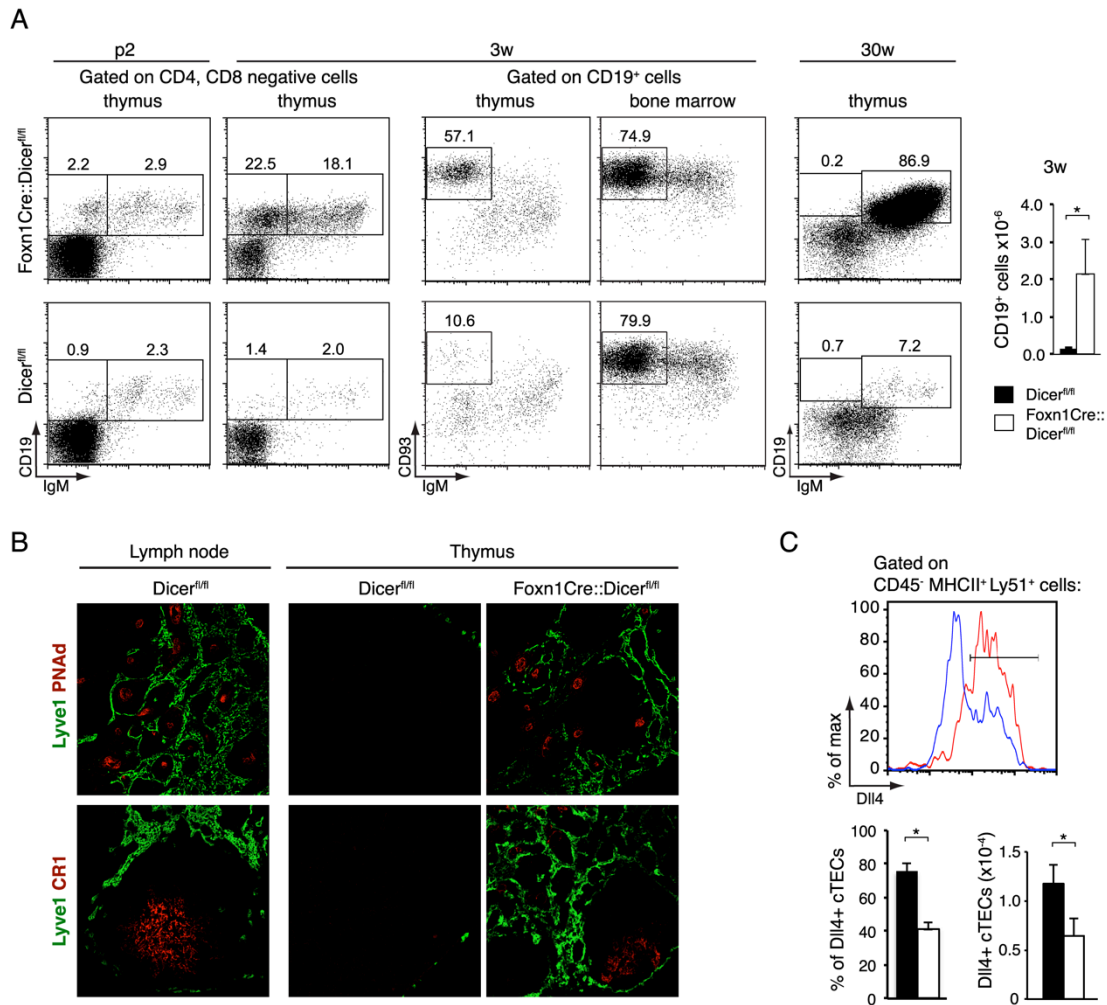 A
p2
3w
30w
Gated on CD4, CD8 negative cells
Gated on CD19⁺ cells
thymus
thymus
thymus
bone marrow
thymus
Foxn1Cre::Dicerfl/fl
2.2
2.9
22.5
18.1
57.1
74.9
0.2
86.9
Dicerfl/fl
0.9
2.3
1.4
2.0
10.6
79.9
0.7
7.2
CD19
IgM
CD93
IgM
CD19
IgM
3w
*
CD19⁺ cells x10⁻⁶
4.0
3.0
2.0
1.0
0.0
Dicerfl/fl
Foxn1Cre::
Dicerfl/fl
B
Lymph node
Thymus
Dicerfl/fl
Dicerfl/fl
Foxn1Cre::Dicerfl/fl
Lyve1 PNAd
Lyve1 CR1
C
Gated on
CD45⁻ MHCII⁺ Ly51⁺ cells:
% of max
100
80
60
40
20
0
Dll4
% of Dll4+ cTECs
100
80
60
40
20
0
*
Dll4+ cTECs (x10⁻⁴)
1.5
1.0
0.5
0
*